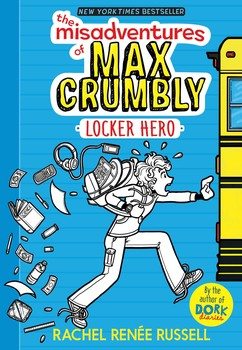 NEW YORK TIMES BESTSELLER
the
misadventures
of MAX
CRUMBLY
LOCKER HERO
By the
author of
DORK
diaries
RACHEL RENÉE RUSSELL